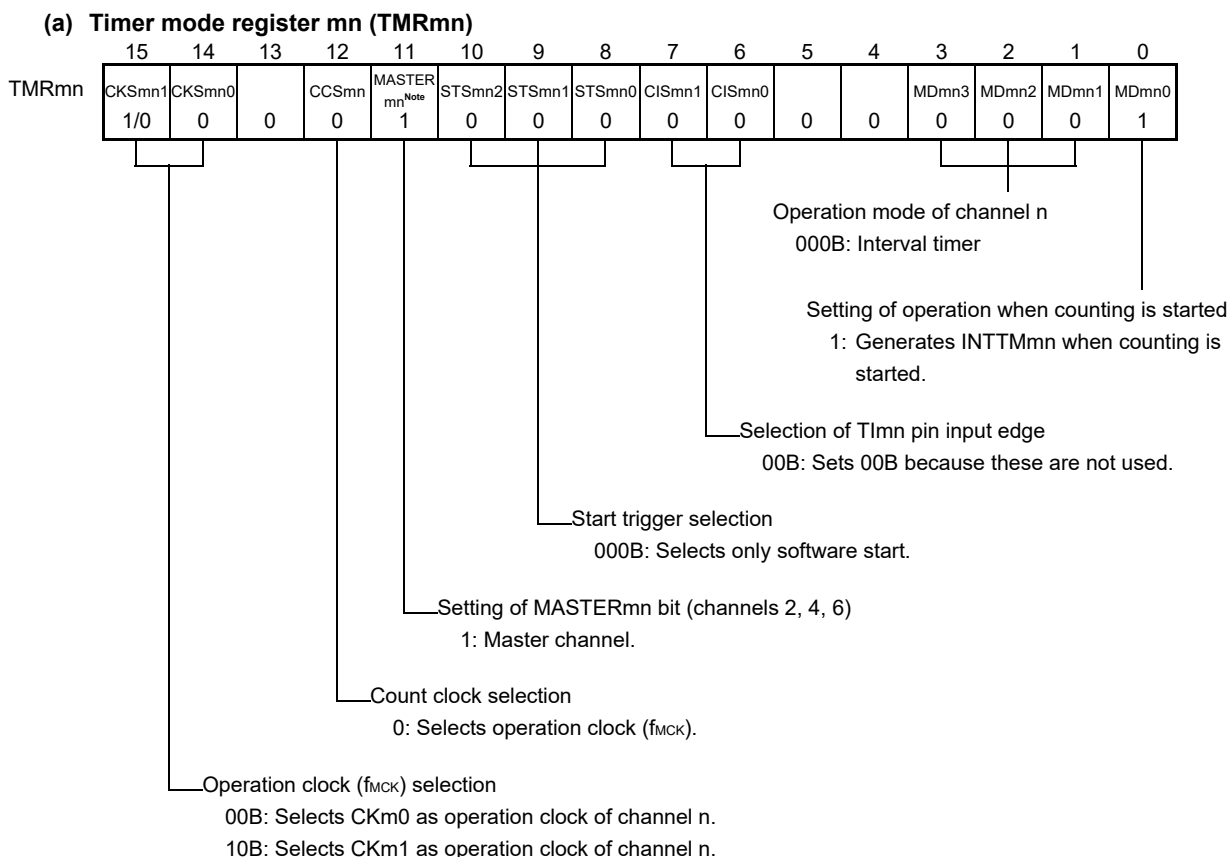 (a) Timer mode register mn (TMRmn)
15 14 13 12 11 10 9 8 7 6 5 4 3 2 1 0
TMRmn CKSmn1 CKSmn0 CCSmn MASTER mnNote STSmn2 STSmn1 STSmn0 CISmn1 CISmn0 MDmn3 MDmn2 MDmn1 MDmn0
1/0 0 0 0 1 0 0 0 0 0 0 0 0 0 0 1
Operation mode of channel n
000B: Interval timer
Setting of operation when counting is started
1: Generates INTTMmn when counting is
started.
Selection of TImn pin input edge
00B: Sets 00B because these are not used.
Start trigger selection
000B: Selects only software start.
Setting of MASTERmn bit (channels 2, 4, 6)
1: Master channel.
Count clock selection
0: Selects operation clock (fMCK).
Operation clock (fMCK) selection
00B: Selects CKm0 as operation clock of channel n.
10B: Selects CKm1 as operation clock of channel n.